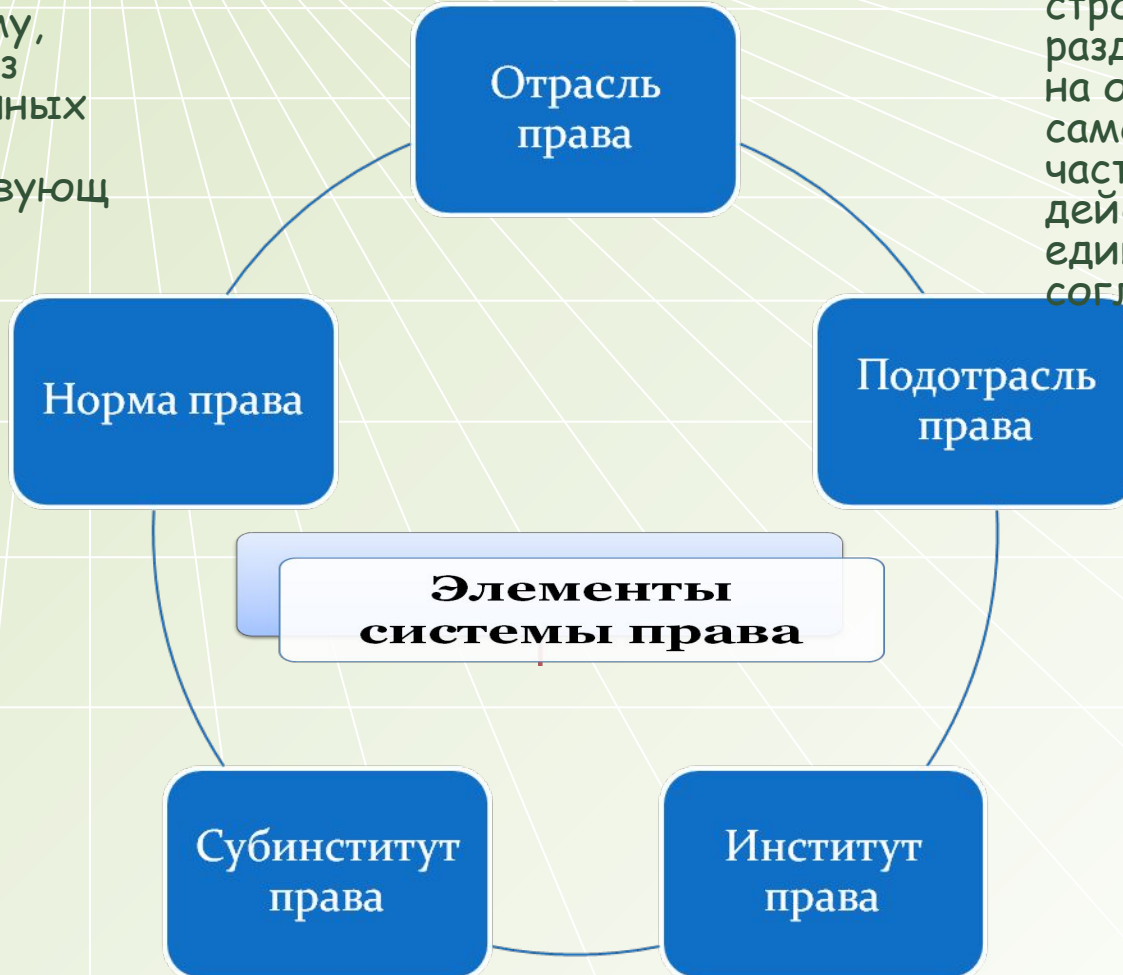 Отрасль
права
Норма права
Подотрасль
права
Элементы
системы права
Субинститут
права
Институт
права